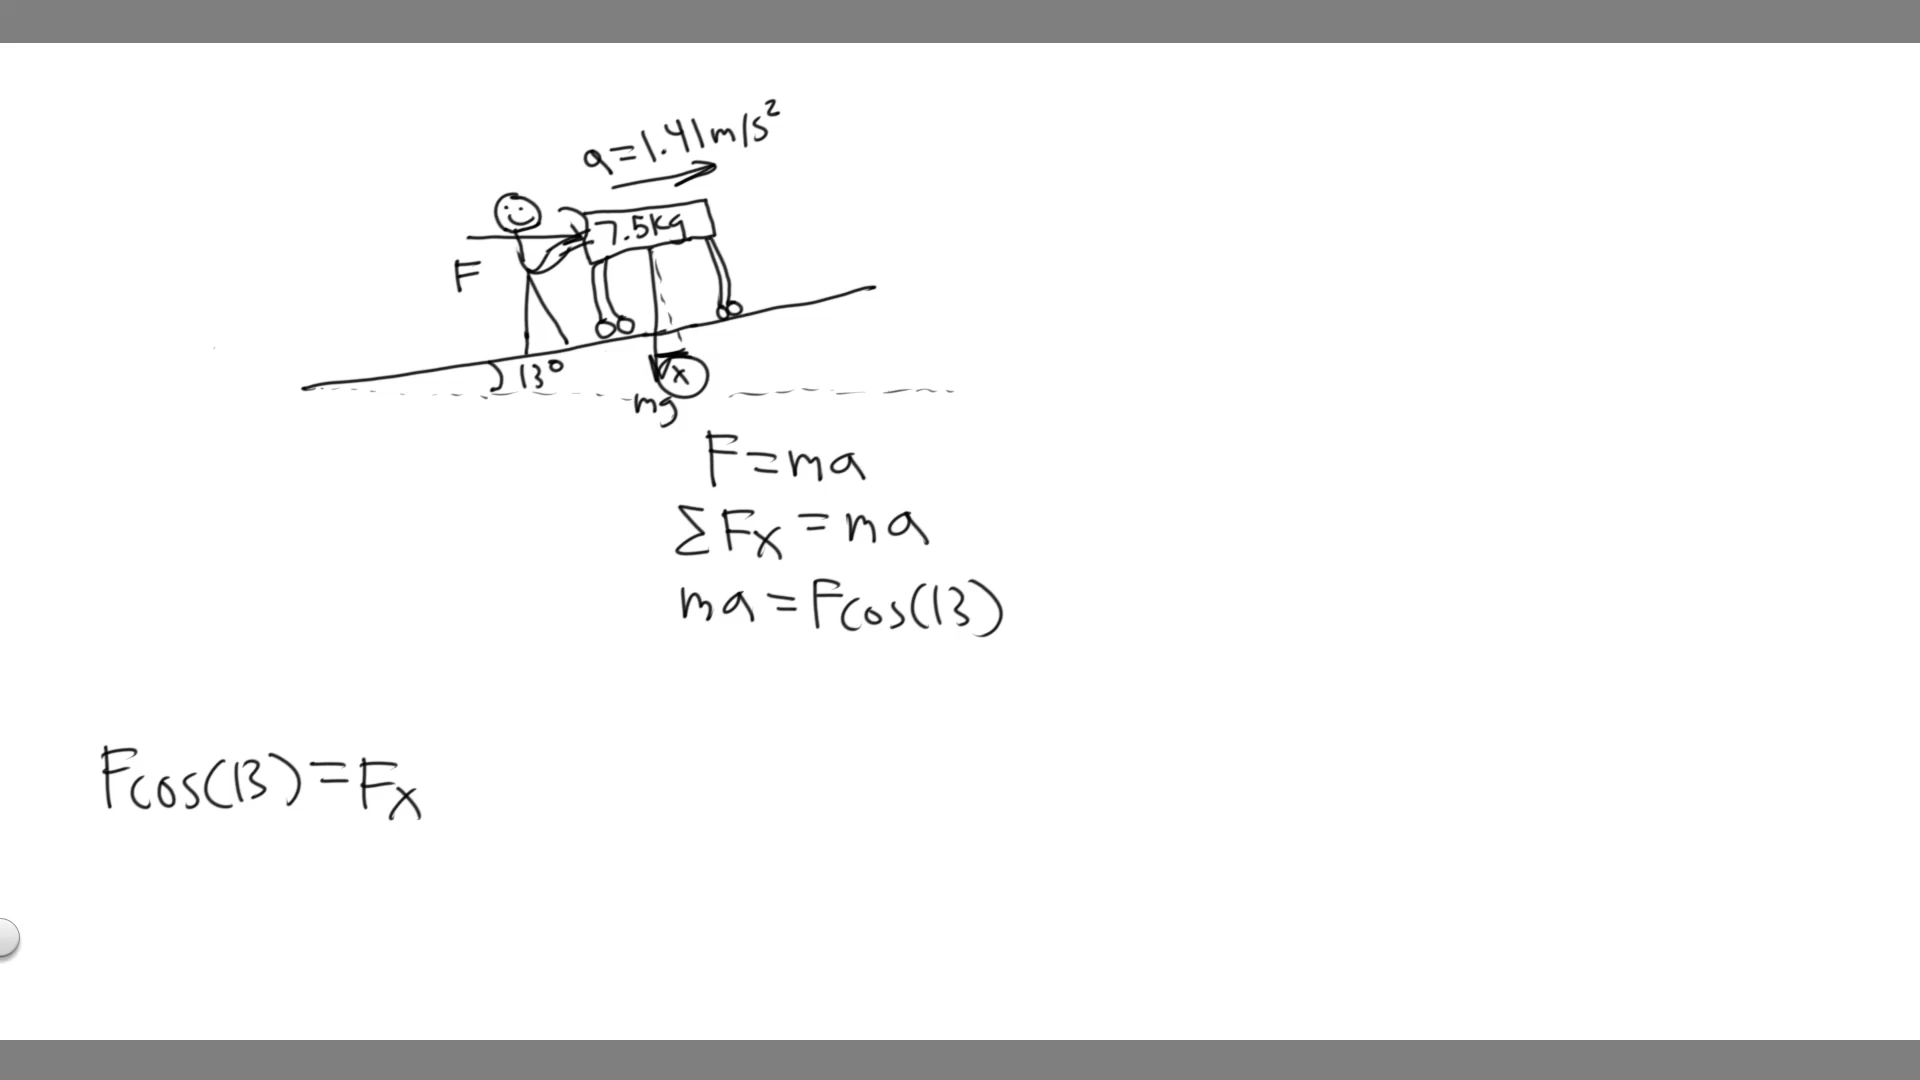 a=1.41m/s²
7.5kg
F
13°
x
mg
F=ma
ΣFx=ma
ma=Fcos(13)
Fcos(13)=Fx